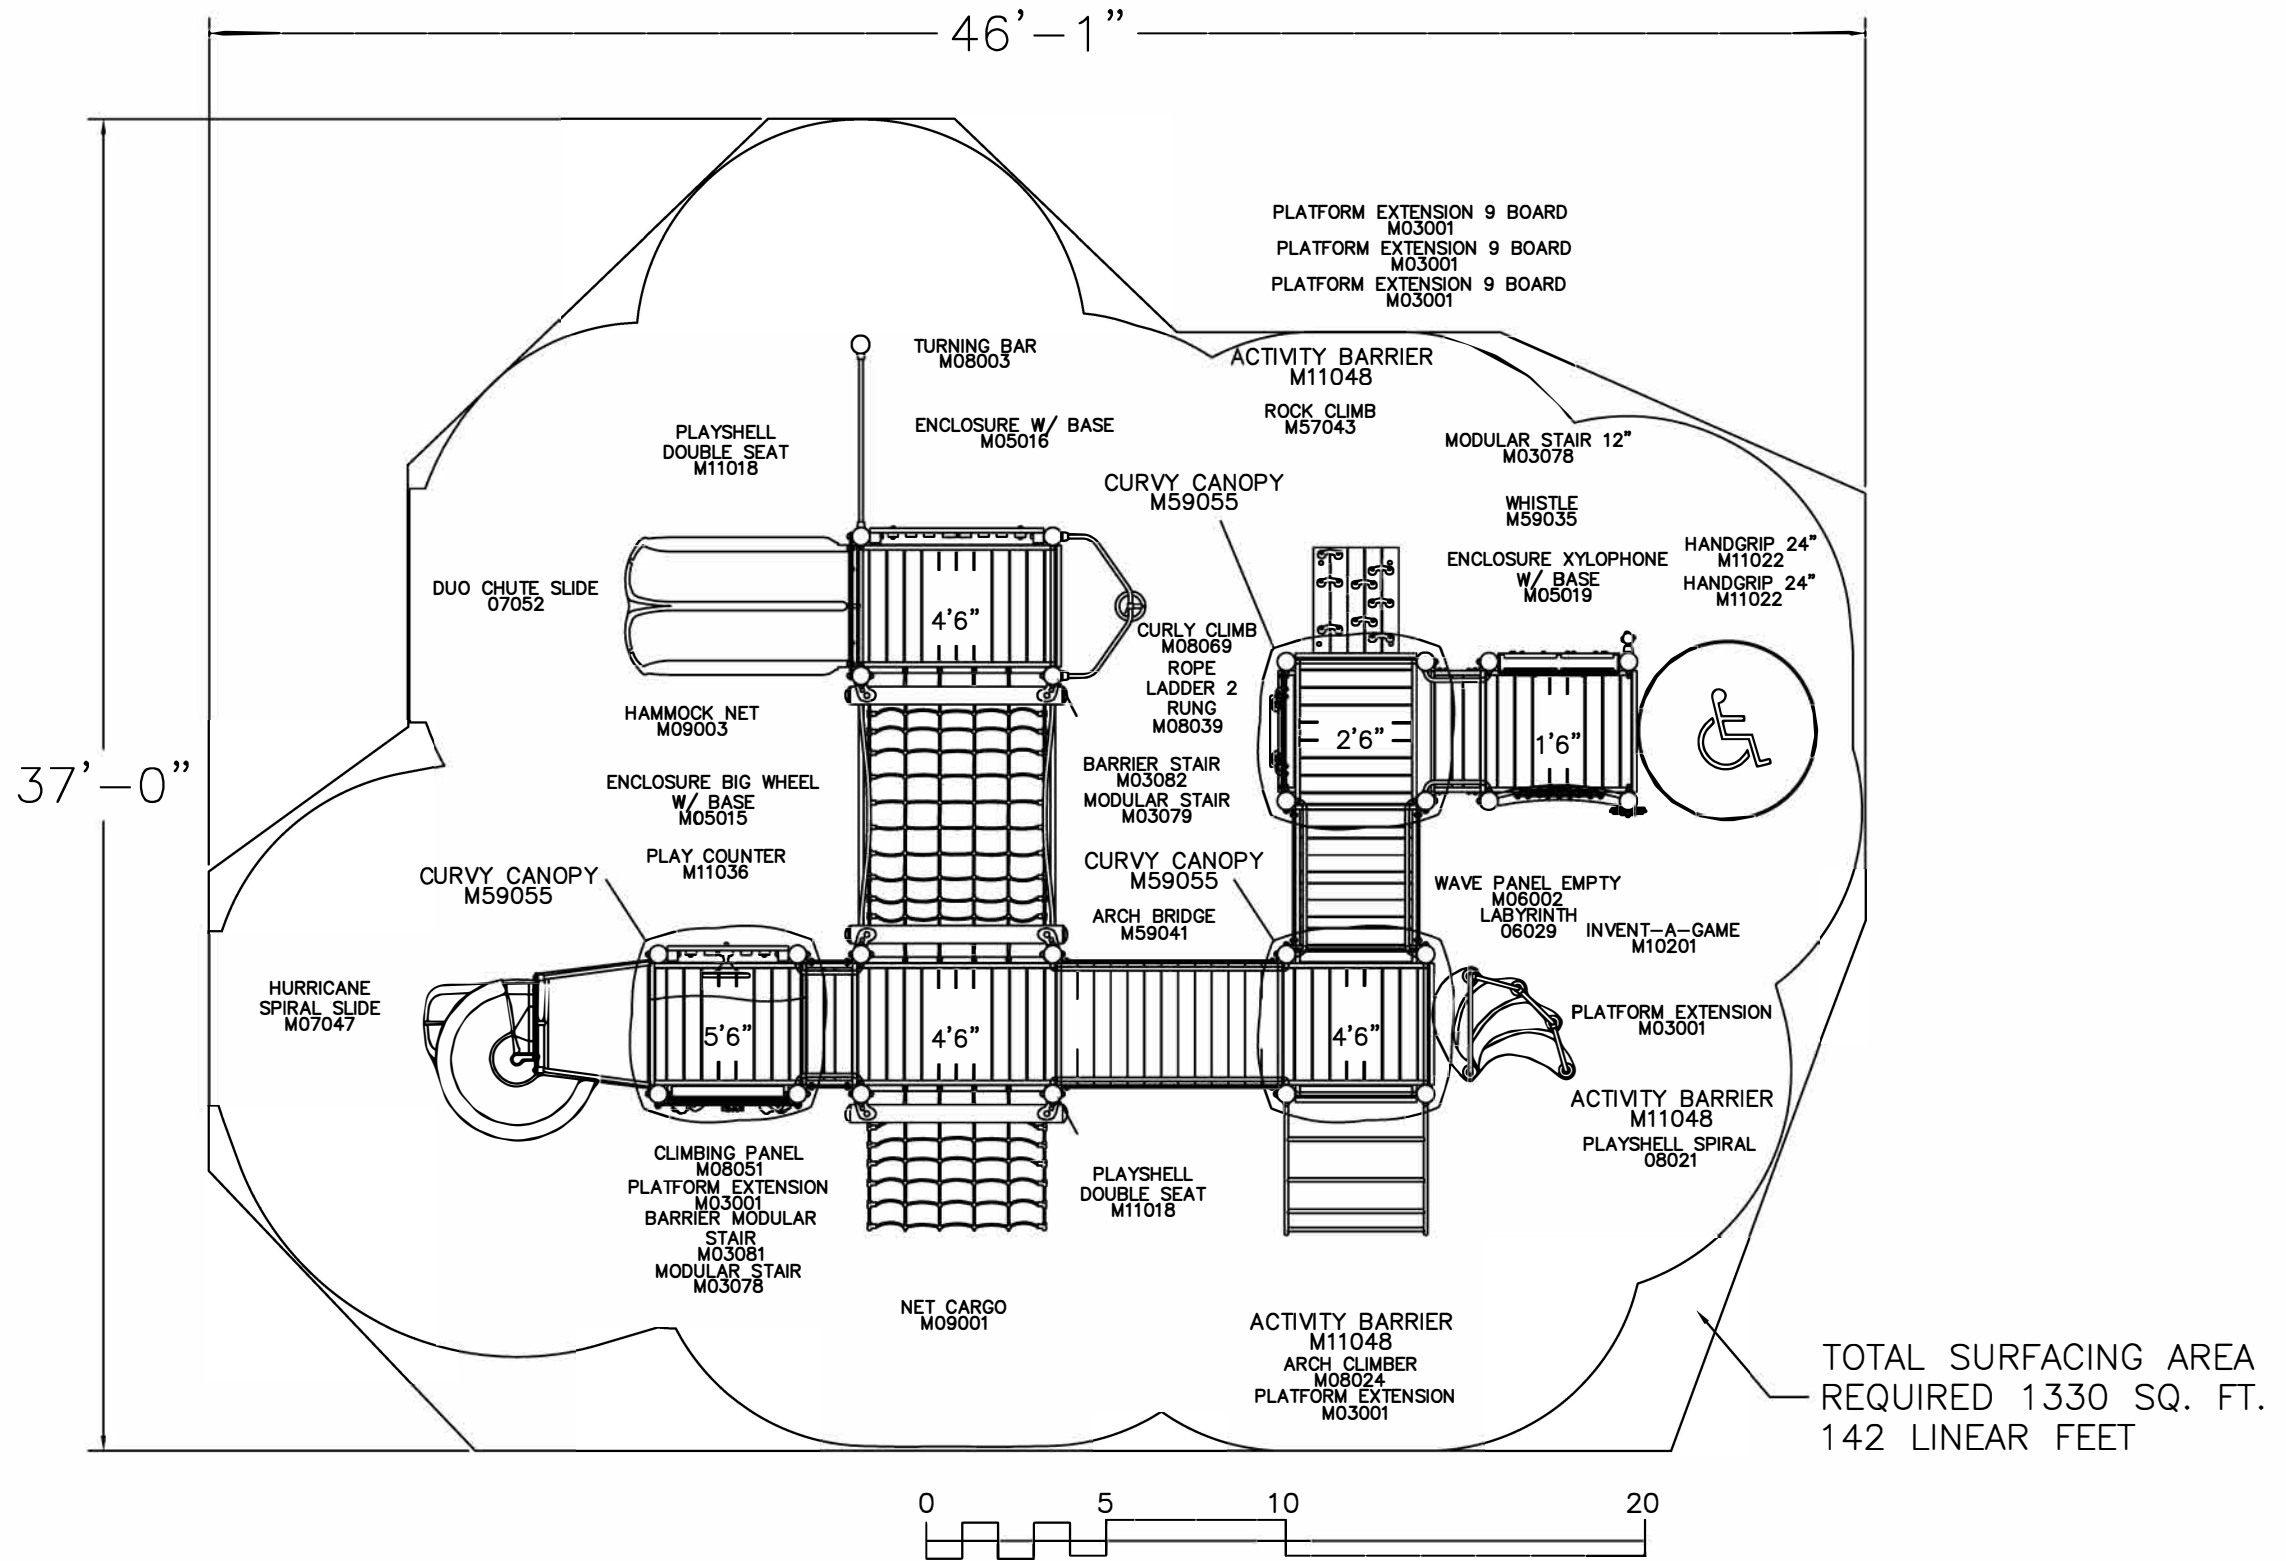 46'-1"
PLATFORM EXTENSION 9 BOARD
M03001
PLATFORM EXTENSION 9 BOARD
M03001
PLATFORM EXTENSION 9 BOARD
M03001
TURNING BAR
M08003
ACTIVITY BARRIER
M11048
ROCK CLIMB
M57043
ENCLOSURE W/ BASE
M05016
PLAYSHELL
DOUBLE SEAT
M11018
MODULAR STAIR 12"
M03078
CURVY CANOPY
M59055
WHISTLE
M59035
ENCLOSURE XYLOPHONE
W/ BASE
M05019
HANDGRIP 24"
M11022
HANDGRIP 24"
M11022
DUO CHUTE SLIDE
07052
4'6"
CURLY CLIMB
M08069
ROPE
LADDER 2
RUNG
M08039
HAMMOCK NET
M09003
2'6"
1'6"
37'-0"
BARRIER STAIR
M03082
MODULAR STAIR
M03079
ENCLOSURE BIG WHEEL
W/ BASE
M05015
PLAY COUNTER
M11036
CURVY CANOPY
M59055
CURVY CANOPY
M59055
ARCH BRIDGE
M59041
WAVE PANEL EMPTY
M06002
LABYRINTH
06029
INVENT-A-GAME
M10201
HURRICANE
SPIRAL SLIDE
M07047
5'6"
4'6"
4'6"
PLATFORM EXTENSION
M03001
ACTIVITY BARRIER
M11048
PLAYSHELL SPIRAL
08021
CLIMBING PANEL
M08051
PLATFORM EXTENSION
M03001
BARRIER MODULAR
STAIR
M03081
MODULAR STAIR
M03078
PLAYSHELL
DOUBLE SEAT
M11018
NET CARGO
M09001
ACTIVITY BARRIER
M11048
ARCH CLIMBER
M08024
PLATFORM EXTENSION
M03001
TOTAL SURFACING AREA
REQUIRED 1330 SQ. FT.
142 LINEAR FEET
0 5 10 20